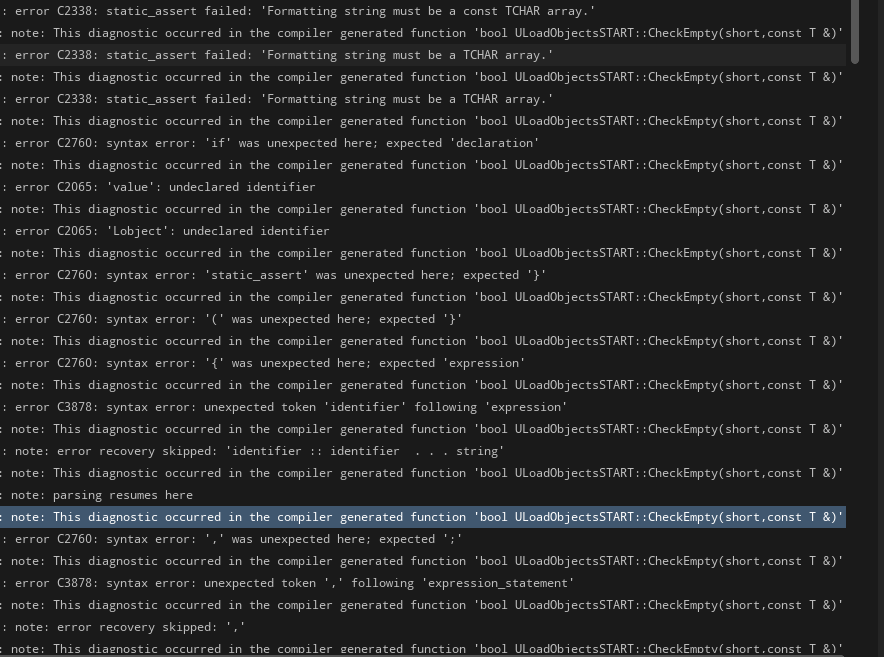 : error C2338: static_assert failed: 'Formatting string must be a const TCHAR array.'
: note: This diagnostic occurred in the compiler generated function 'bool ULoadObjectsSTART::CheckEmpty(short,const T &)'
: error C2338: static_assert failed: 'Formatting string must be a TCHAR array.'
: note: This diagnostic occurred in the compiler generated function 'bool ULoadObjectsSTART::CheckEmpty(short,const T &)'
: error C2338: static_assert failed: 'Formatting string must be a TCHAR array.'
: note: This diagnostic occurred in the compiler generated function 'bool ULoadObjectsSTART::CheckEmpty(short,const T &)'
: error C2760: syntax error: 'if' was unexpected here; expected 'declaration'
: note: This diagnostic occurred in the compiler generated function 'bool ULoadObjectsSTART::CheckEmpty(short,const T &)'
: error C2065: 'value': undeclared identifier
: note: This diagnostic occurred in the compiler generated function 'bool ULoadObjectsSTART::CheckEmpty(short,const T &)'
: error C2065: 'Lobject': undeclared identifier
: note: This diagnostic occurred in the compiler generated function 'bool ULoadObjectsSTART::CheckEmpty(short,const T &)'
: error C2760: syntax error: 'static_assert' was unexpected here; expected '}'
: note: This diagnostic occurred in the compiler generated function 'bool ULoadObjectsSTART::CheckEmpty(short,const T &)'
: error C2760: syntax error: '(' was unexpected here; expected '}'
: note: This diagnostic occurred in the compiler generated function 'bool ULoadObjectsSTART::CheckEmpty(short,const T &)'
: error C2760: syntax error: '{' was unexpected here; expected 'expression'
: note: This diagnostic occurred in the compiler generated function 'bool ULoadObjectsSTART::CheckEmpty(short,const T &)'
: error C3878: syntax error: unexpected token 'identifier' following 'expression'
: note: This diagnostic occurred in the compiler generated function 'bool ULoadObjectsSTART::CheckEmpty(short,const T &)'
: note: error recovery skipped: 'identifier :: identifier  . . . string'
: note: This diagnostic occurred in the compiler generated function 'bool ULoadObjectsSTART::CheckEmpty(short,const T &)'
: note: parsing resumes here
: note: This diagnostic occurred in the compiler generated function 'bool ULoadObjectsSTART::CheckEmpty(short,const T &)'
: error C2760: syntax error: ',' was unexpected here; expected ';'
: note: This diagnostic occurred in the compiler generated function 'bool ULoadObjectsSTART::CheckEmpty(short,const T &)'
: error C3878: syntax error: unexpected token ',' following 'expression_statement'
: note: This diagnostic occurred in the compiler generated function 'bool ULoadObjectsSTART::CheckEmpty(short,const T &)'
: note: error recovery skipped: ','
: note: This diagnostic occurred in the compiler generated function 'bool ULoadObjectsSTART::CheckEmpty(short,const T &)'